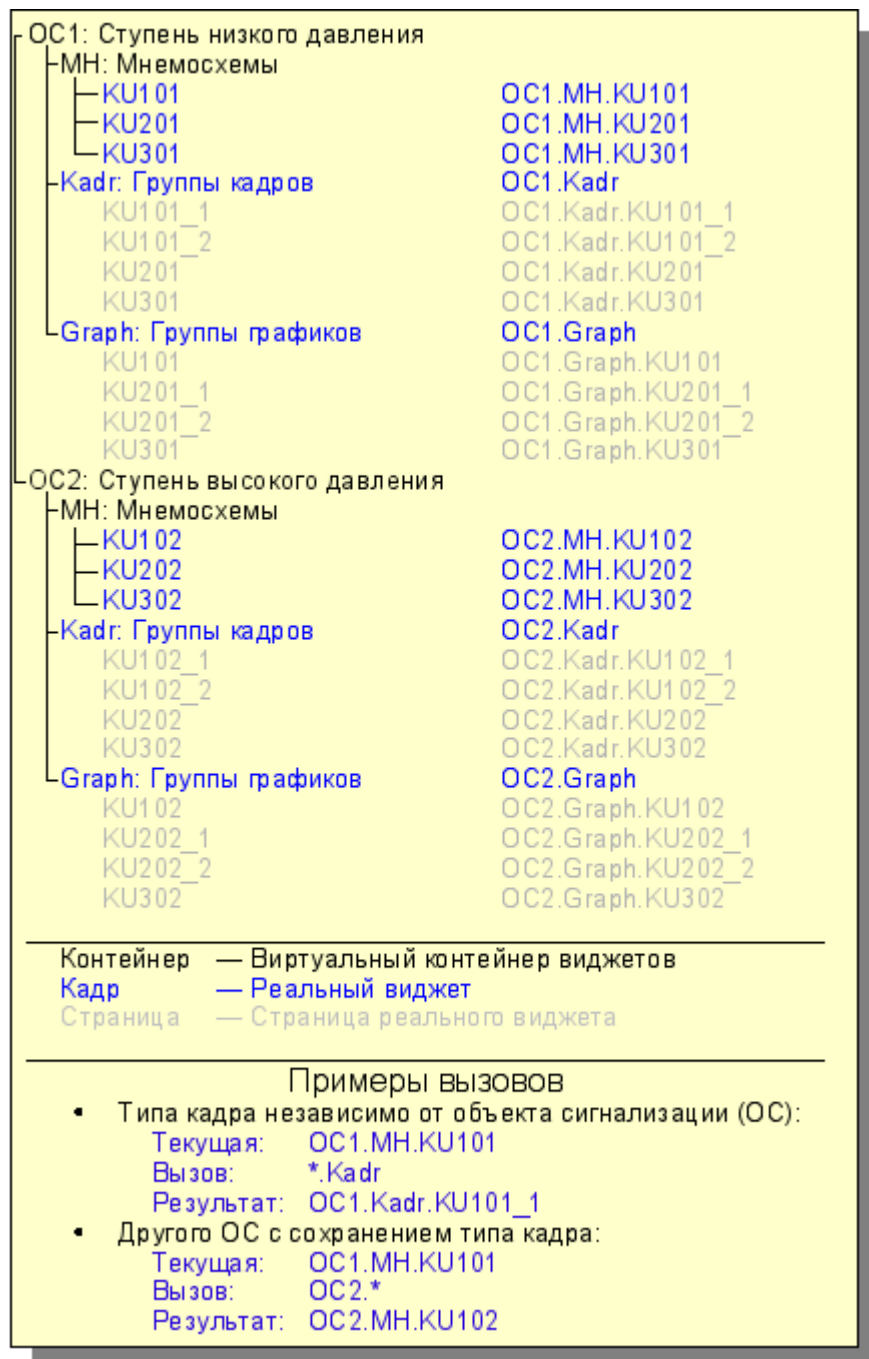 ОС1: Ступень низкого давления
МН: Мнемосхемы
KU101 ОС1.МН.KU101
KU201 ОС1.МН.KU201
KU301 ОС1.МН.KU301
Kadr: Группы кадров ОС1.Kadr
KU101_1 ОС1.Kadr.KU101_1
KU101_2 ОС1.Kadr.KU101_2
KU201 ОС1.Kadr.KU201
KU301 ОС1.Kadr.KU301
Graph: Группы графиков ОС1.Graph
KU101 ОС1.Graph.KU101
KU201_1 ОС1.Graph.KU201_1
KU201_2 ОС1.Graph.KU201_2
KU301 ОС1.Graph.KU301
ОС2: Ступень высокого давления
МН: Мнемосхемы
KU102 ОС2.МН.KU102
KU202 ОС2.МН.KU202
KU302 ОС2.МН.KU302
Kadr: Группы кадров ОС2.Kadr
KU102_1 ОС2.Kadr.KU102_1
KU102_2 ОС2.Kadr.KU102_2
KU202 ОС2.Kadr.KU202
KU302 ОС2.Kadr.KU302
Graph: Группы графиков ОС2.Graph
KU102 ОС2.Graph.KU102
KU202_1 ОС2.Graph.KU202_1
KU202_2 ОС2.Graph.KU202_2
KU302 ОС2.Graph.KU302
Контейнер — Виртуальный контейнер виджетов
Кадр — Реальный виджет
Страница — Страница реального виджета
Примеры вызовов
• Типа кадра независимо от объекта сигнализации (ОС):
Текущая: ОС1.МН.KU101
Вызов: *.Kadr
Результат: ОС1.Kadr.KU101_1
• Другого ОС с сохранением типа кадра:
Текущая: ОС1.МН.KU101
Вызов: ОС2.*
Результат: ОС2.МН.KU102